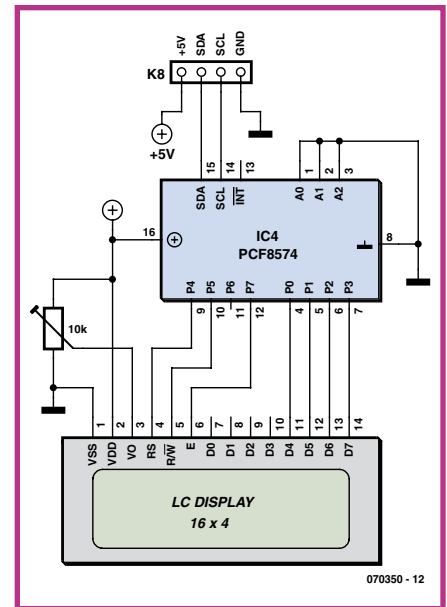 +5V SDA SCL GND
K8
+5V
15 14 13 1 2 3
SDA SCL INT A0 A1 A2
16 IC4 8
PCF8574
P4 P5 P6 P7 P0 P1 P2 P3
9 10 11 12 4 5 6 7
10k
1 2 3 4 5 6 7 8 9 10 11 12 13 14
VSS VDD VO RS R/W E D0 D1 D2 D3 D4 D5 D6 D7
LC DISPLAY
16 x 4
070350 - 12